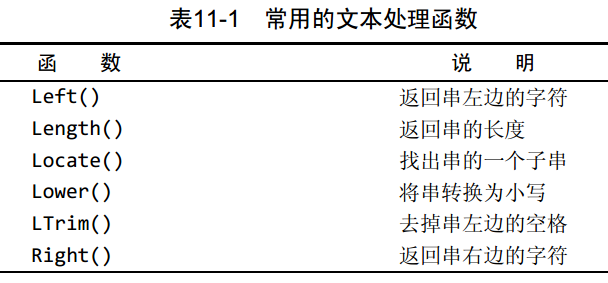 表11-1 常用的文本处理函数
函 数 说 明
Left() 返回串左边的字符
Length() 返回串的长度
Locate() 找出串的一个子串
Lower() 将串转换为小写
LTrim() 去掉串左边的空格
Right() 返回串右边的字符